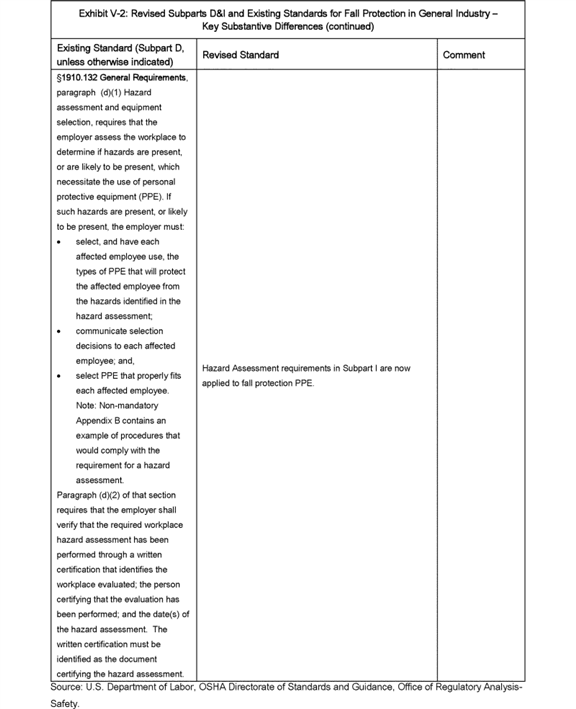 Exhibit V-2: Revised Subparts D&I and Existing Standards for Fall Protection in General Industry –
Key Substantive Differences (continued)
Existing Standard (Subpart D,
unless otherwise indicated)
Revised Standard
Comment
§1910.132 General Requirements,
paragraph (d)(1) Hazard
assessment and equipment
selection, requires that the
employer assess the workplace to
determine if hazards are present,
or are likely to be present, which
necessitate the use of personal
protective equipment (PPE). If
such hazards are present, or likely
to be present, the employer must:
• select, and have each
affected employee use, the
types of PPE that will protect
the affected employee from
the hazards identified in the
hazard assessment;
• communicate selection
decisions to each affected
employee; and,
• select PPE that properly fits
each affected employee.
Note: Non-mandatory
Appendix B contains an
example of procedures that
would comply with the
requirement for a hazard
assessment.
Paragraph (d)(2) of that section
requires that the employer shall
verify that the required workplace
hazard assessment has been
performed through a written
certification that identifies the
workplace evaluated; the person
certifying that the evaluation has
been performed; and the date(s) of
the hazard assessment. The
written certification must be
identified as the document
certifying the hazard assessment.
Hazard Assessment requirements in Subpart I are now
applied to fall protection PPE.
Source: U.S. Department of Labor, OSHA Directorate of Standards and Guidance, Office of Regulatory Analysis-
Safety.